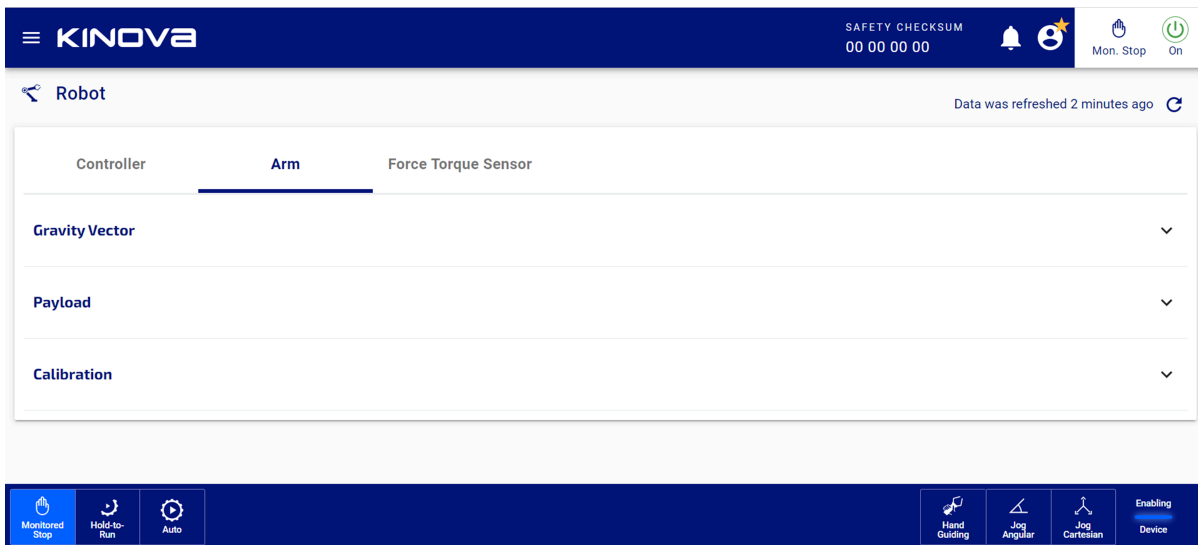 KINOVA
SAFETY CHECKSUM
00 00 00 00
Mon. Stop
On
Robot
Data was refreshed 2 minutes ago
Controller
Arm
Force Torque Sensor
Gravity Vector
Payload
Calibration
Monitored
Stop
Hold-to-
Run
Auto
Hand
Guiding
Jog
Angular
Jog
Cartesian
Enabling
Device